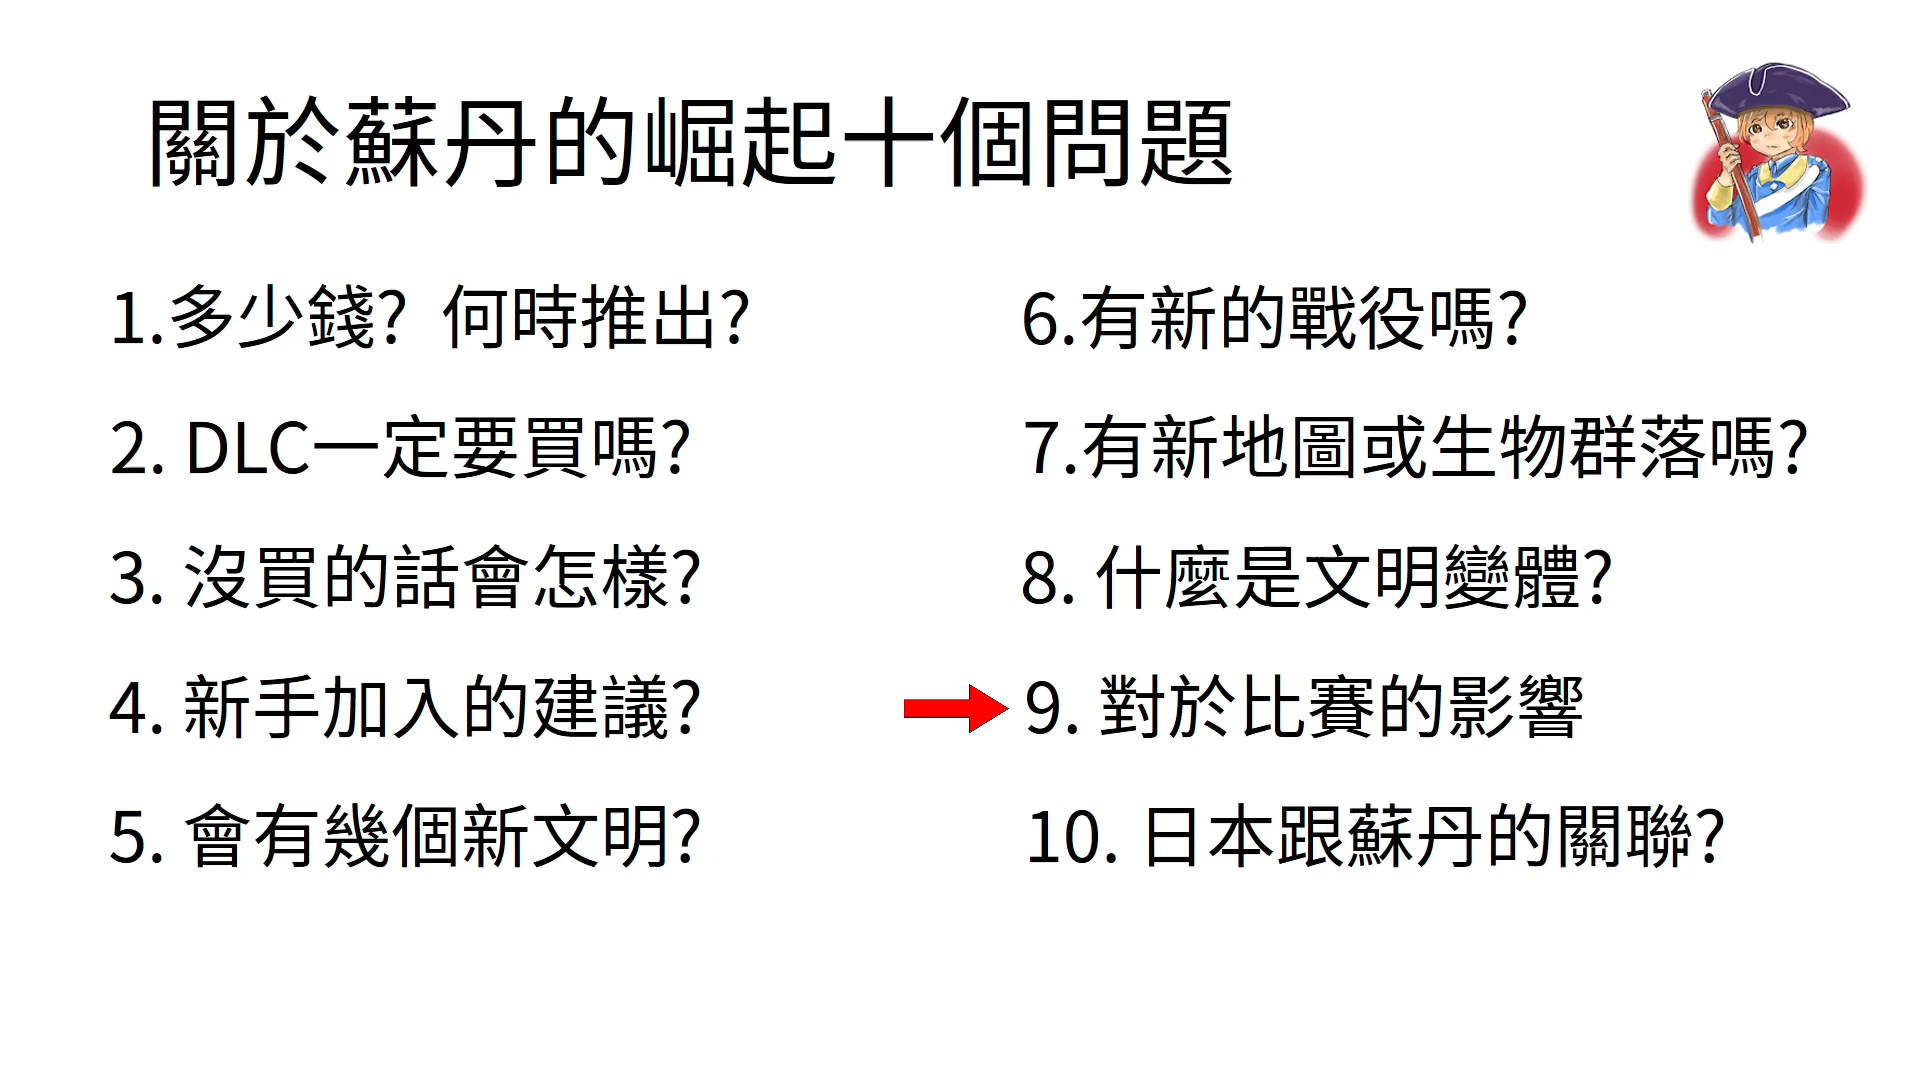 關於蘇丹的崛起十個問題
1.多少錢? 何時推出?
2. DLC一定要買嗎?
3. 沒買的話會怎樣?
4. 新手加入的建議?
5. 會有幾個新文明?
6.有新的戰役嗎?
7.有新地圖或生物群落嗎?
8. 什麼是文明變體?
9. 對於比賽的影響
10. 日本跟蘇丹的關聯?